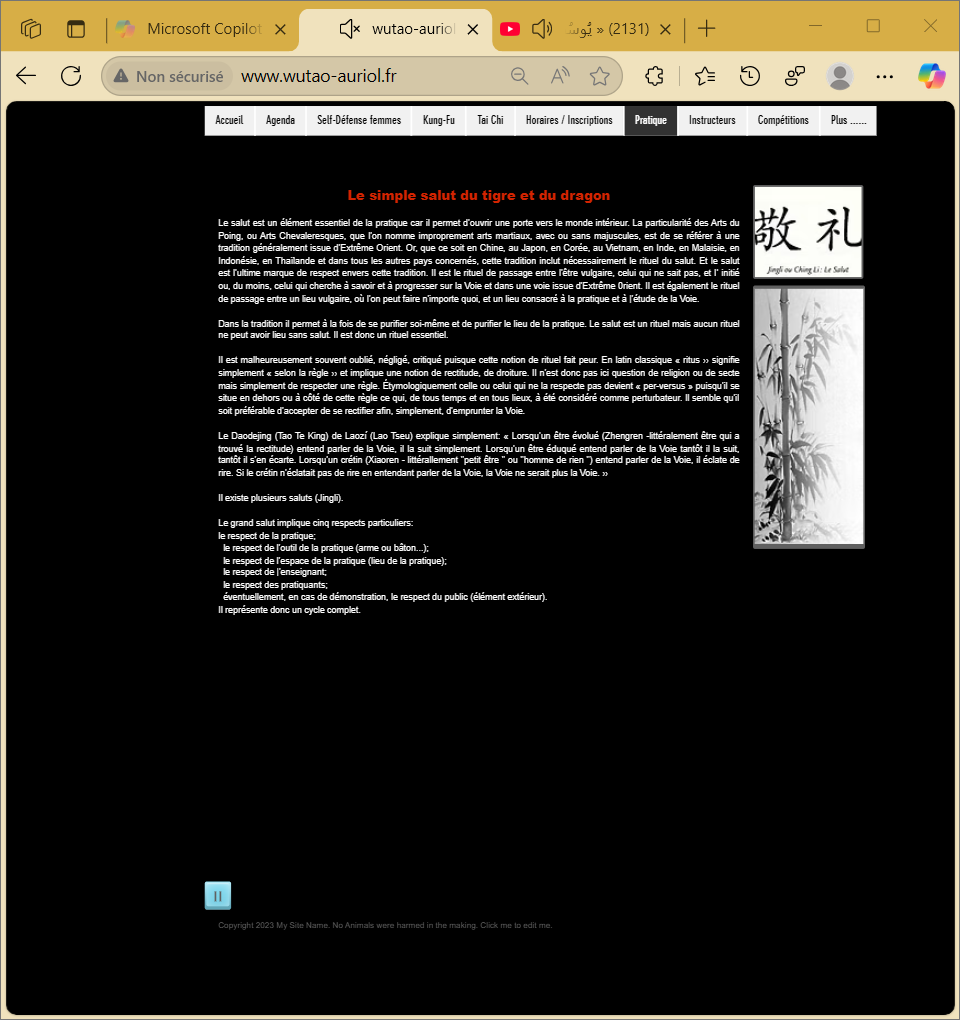 Microsoft Copilot
wutao-auriol
(2131) »
Non sécurisé
www.wutao-auriol.fr
Accueil
Agenda
Self-Défense femmes
Kung-Fu
Tai Chi
Horaires / Inscriptions
Pratique
Instructeurs
Compétitions
Plus ......
Le simple salut du tigre et du dragon
Le salut est un élément essentiel de la pratique car il permet d'ouvrir une porte vers le monde intérieur. La particularité des Arts du
Poing, ou Arts Chevaleresques, que l'on nomme improprement arts martiaux, avec ou sans majuscules, est de se référer à une
tradition généralement issue d'Extrême Orient. Or, que ce soit en Chine, au Japon, en Corée, au Vietnam, en Inde, en Malaisie, en
Indonésie, en Thaïlande et dans tous les autres pays concernés, cette tradition inclut nécessairement le rituel du salut. Et le salut
est l'ultime marque de respect envers cette tradition. Il est le rituel de passage entre l'être vulgaire, celui qui ne sait pas, et l' initié
ou, du moins, celui qui cherche à savoir et à progresser sur la Voie et dans une voie issue d'Extrême 0rient. Il est également le rituel
de passage entre un lieu vulgaire, où l'on peut faire n'importe quoi, et un lieu consacré à la pratique et à l'étude de la Voie.
Dans la tradition il permet à la fois de se purifier soi-même et de purifier le lieu de la pratique. Le salut est un rituel mais aucun rituel
ne peut avoir lieu sans salut. Il est donc un rituel essentiel.
Il est malheureusement souvent oublié, négligé, critiqué puisque cette notion de rituel fait peur. En latin classique « ritus ›› signifie
simplement « selon la règle ›› et implique une notion de rectitude, de droiture. Il n'est donc pas ici question de religion ou de secte
mais simplement de respecter une règle. Étymologiquement celle ou celui qui ne la respecte pas devient « per-versus » puisqu'il se
situe en dehors ou à côté de cette règle ce qui, de tous temps et en tous lieux, à été considéré comme perturbateur. Il semble qu'il
soit préférable d'accepter de se rectifier afin, simplement, d'emprunter la Voie.
Le Daodejing (Tao Te King) de Laozí (Lao Tseu) explique simplement: « Lorsqu'un être évolué (Zhengren -littéralement être qui a
trouvé la rectitude) entend parler de la Voie, il la suit simplement. Lorsqu'un être éduqué entend parler de la Voie tantôt il la suit,
tantôt il s'en écarte. Lorsqu'un crétin (Xiaoren - littérallement "petit être " ou "homme de rien ") entend parler de la Voie, il éclate de
rire. Si le crétin n'éclatait pas de rire en entendant parler de la Voie, la Voie ne serait plus la Voie. ››
Il existe plusieurs saluts (Jingli).
Le grand salut implique cinq respects particuliers:
le respect de la pratique;
le respect de l'outil de la pratique (arme ou bâton...);
le respect de l'espace de la pratique (lieu de la pratique);
le respect de l'enseignant;
le respect des pratiquants;
éventuellement, en cas de démonstration, le respect du public (élément extérieur).
Il représente donc un cycle complet.
敬 礼
Jingli ou Ching Li : Le Salut
Copyright 2023 My Site Name. No Animals were harmed in the making. Click me to edit me.